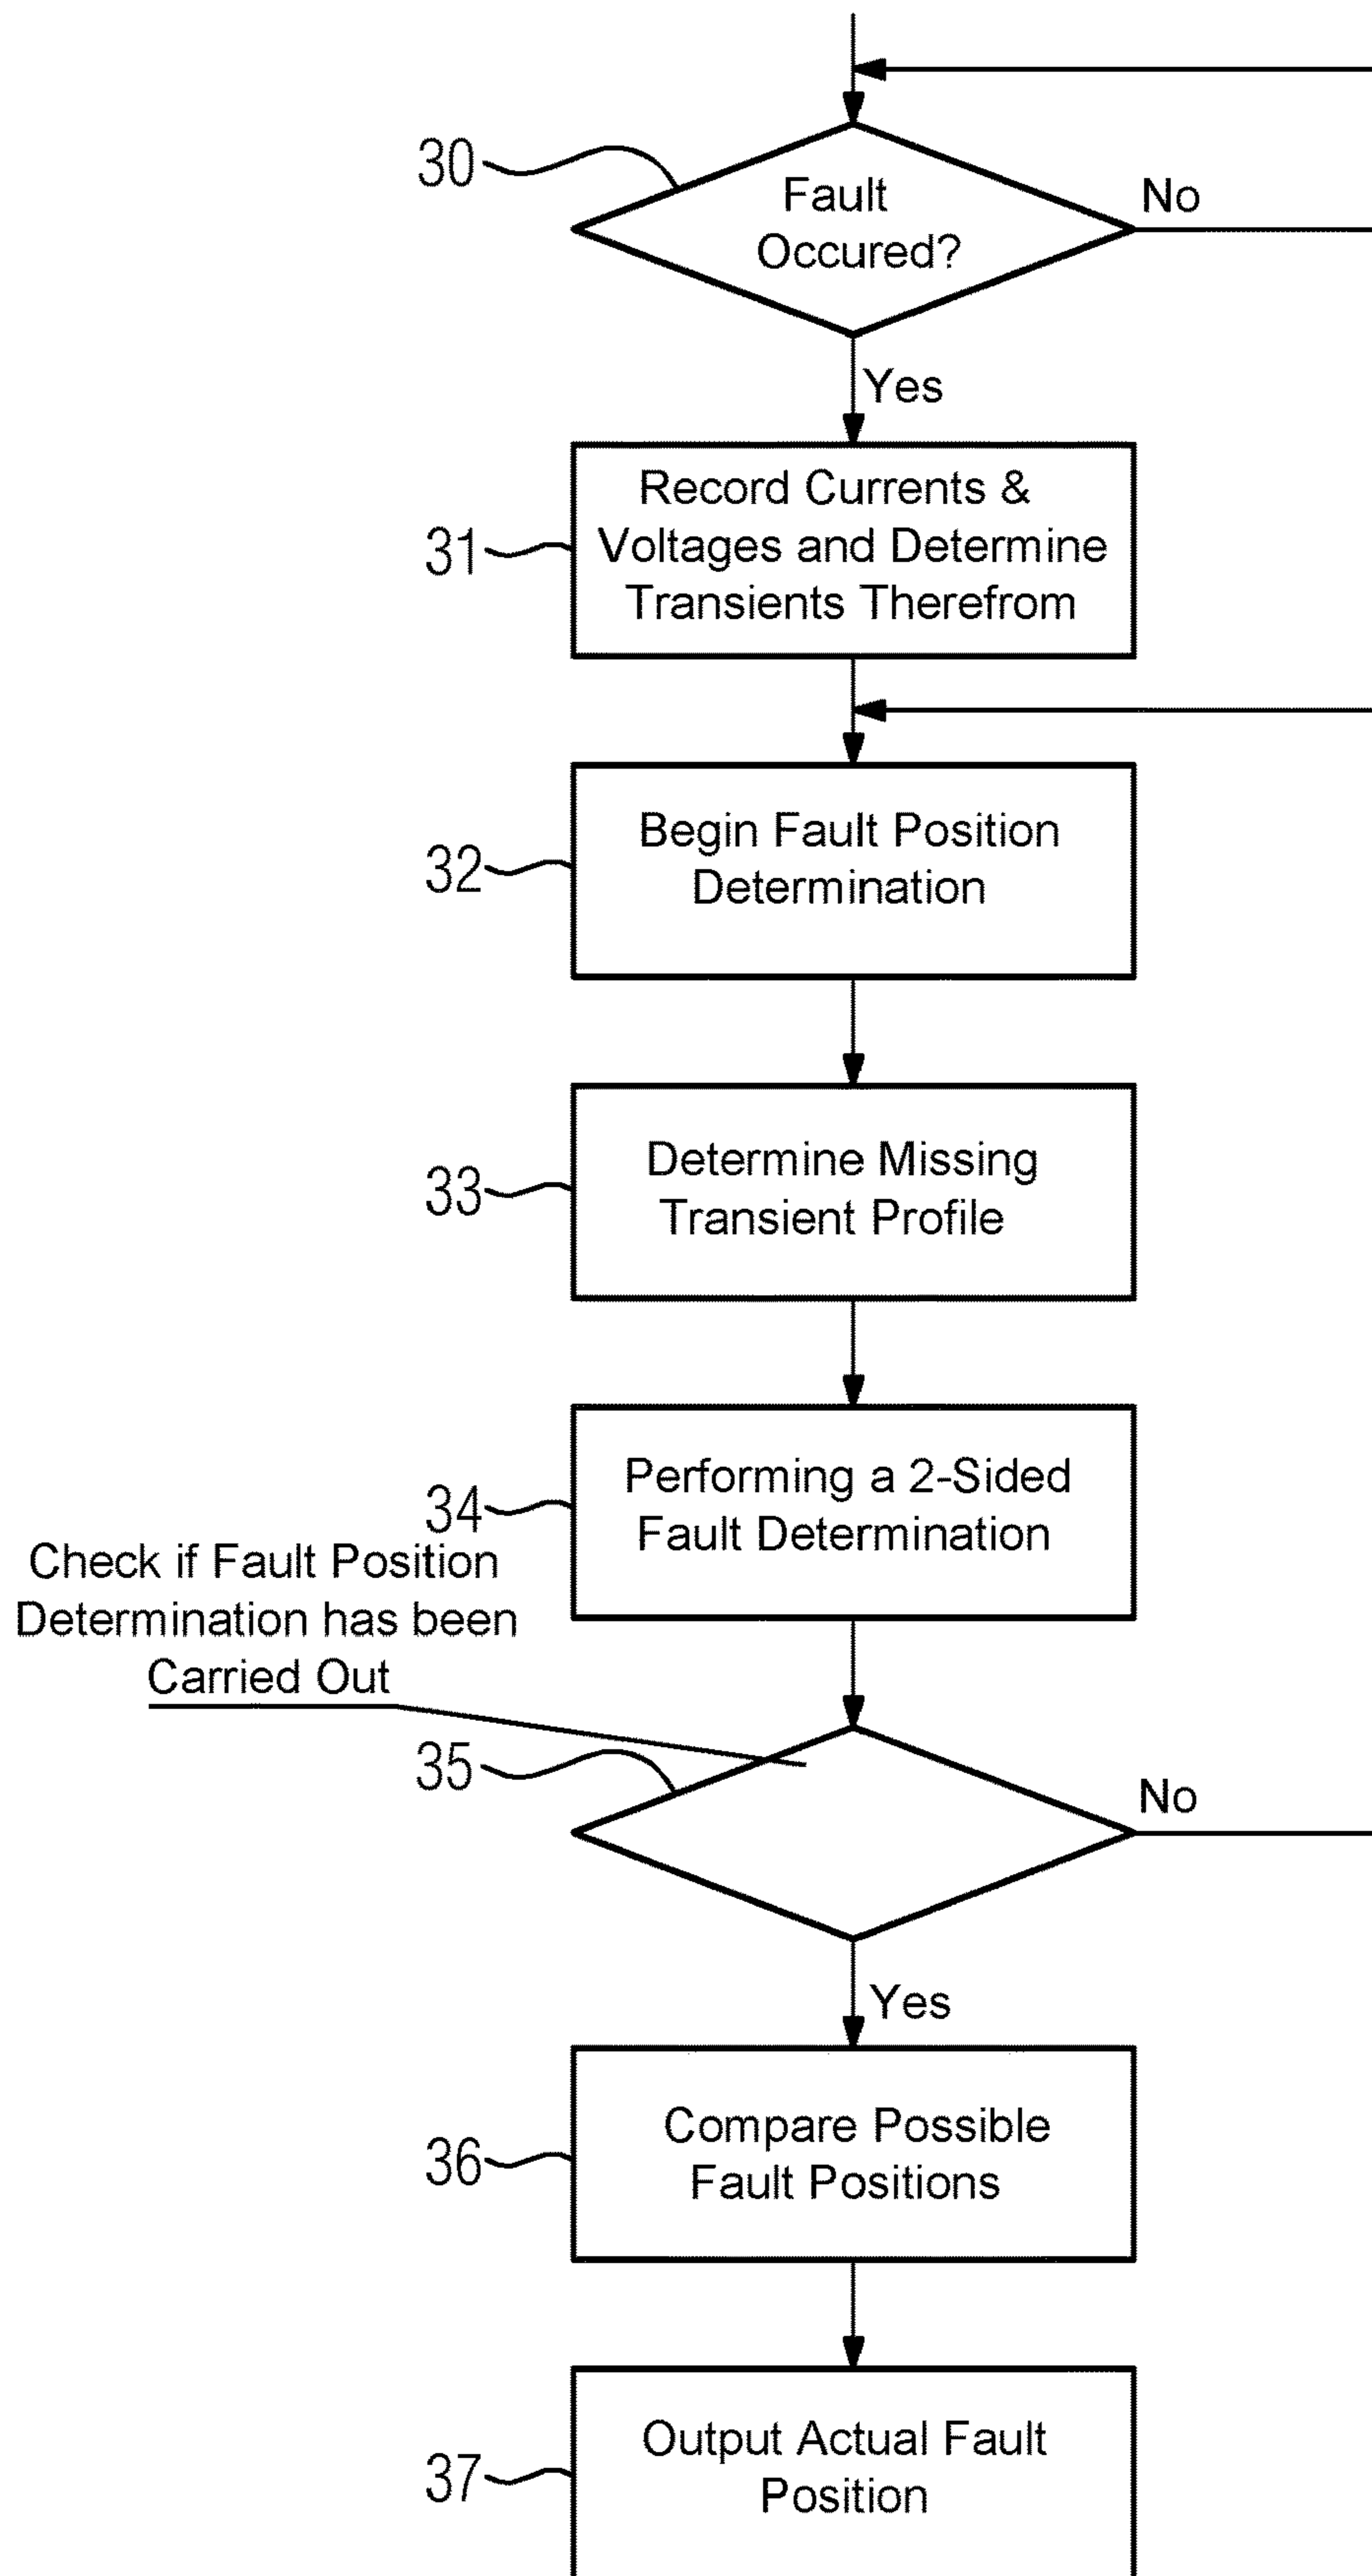 30
Fault
Occured?
No
Yes
31
Record Currents &
Voltages and Determine
Transients Therefrom
32
Begin Fault Position
Determination
33
Determine Missing
Transient Profile
34
Performing a 2-Sided
Fault Determination
Check if Fault Position
Determination has been
Carried Out
35
No
Yes
36
Compare Possible
Fault Positions
37
Output Actual Fault
Position